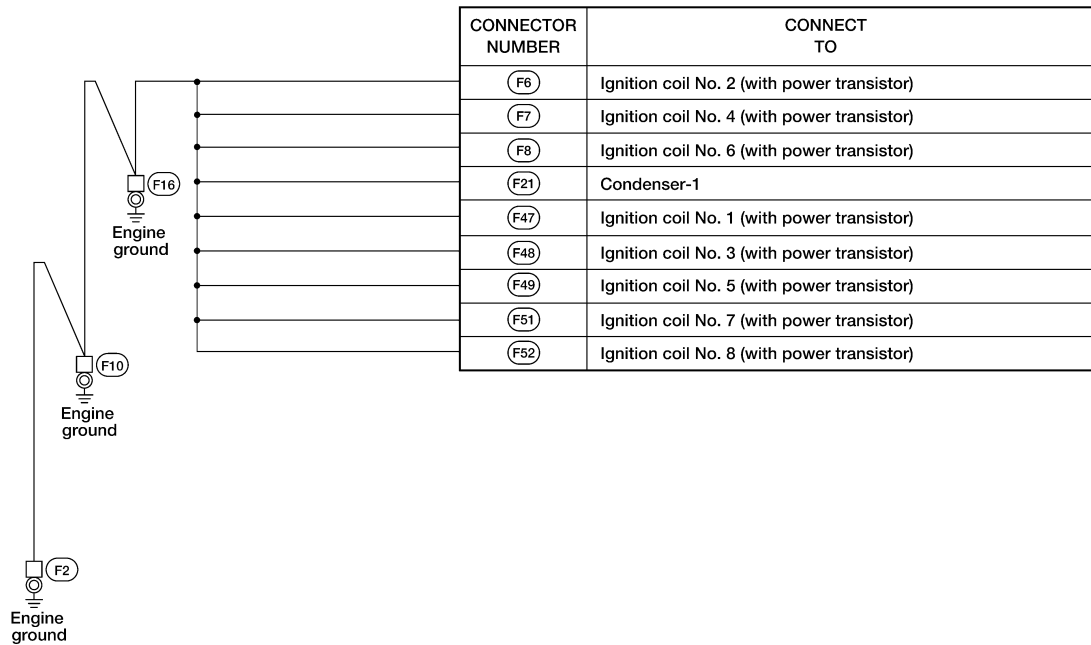 CONNECTOR NUMBER
CONNECT TO
F6 Ignition coil No. 2 (with power transistor)
F7 Ignition coil No. 4 (with power transistor)
F8 Ignition coil No. 6 (with power transistor)
F21 Condenser-1
F47 Ignition coil No. 1 (with power transistor)
F48 Ignition coil No. 3 (with power transistor)
F49 Ignition coil No. 5 (with power transistor)
F51 Ignition coil No. 7 (with power transistor)
F52 Ignition coil No. 8 (with power transistor)
F16
Engine
ground
F10
Engine
ground
F2
Engine
ground